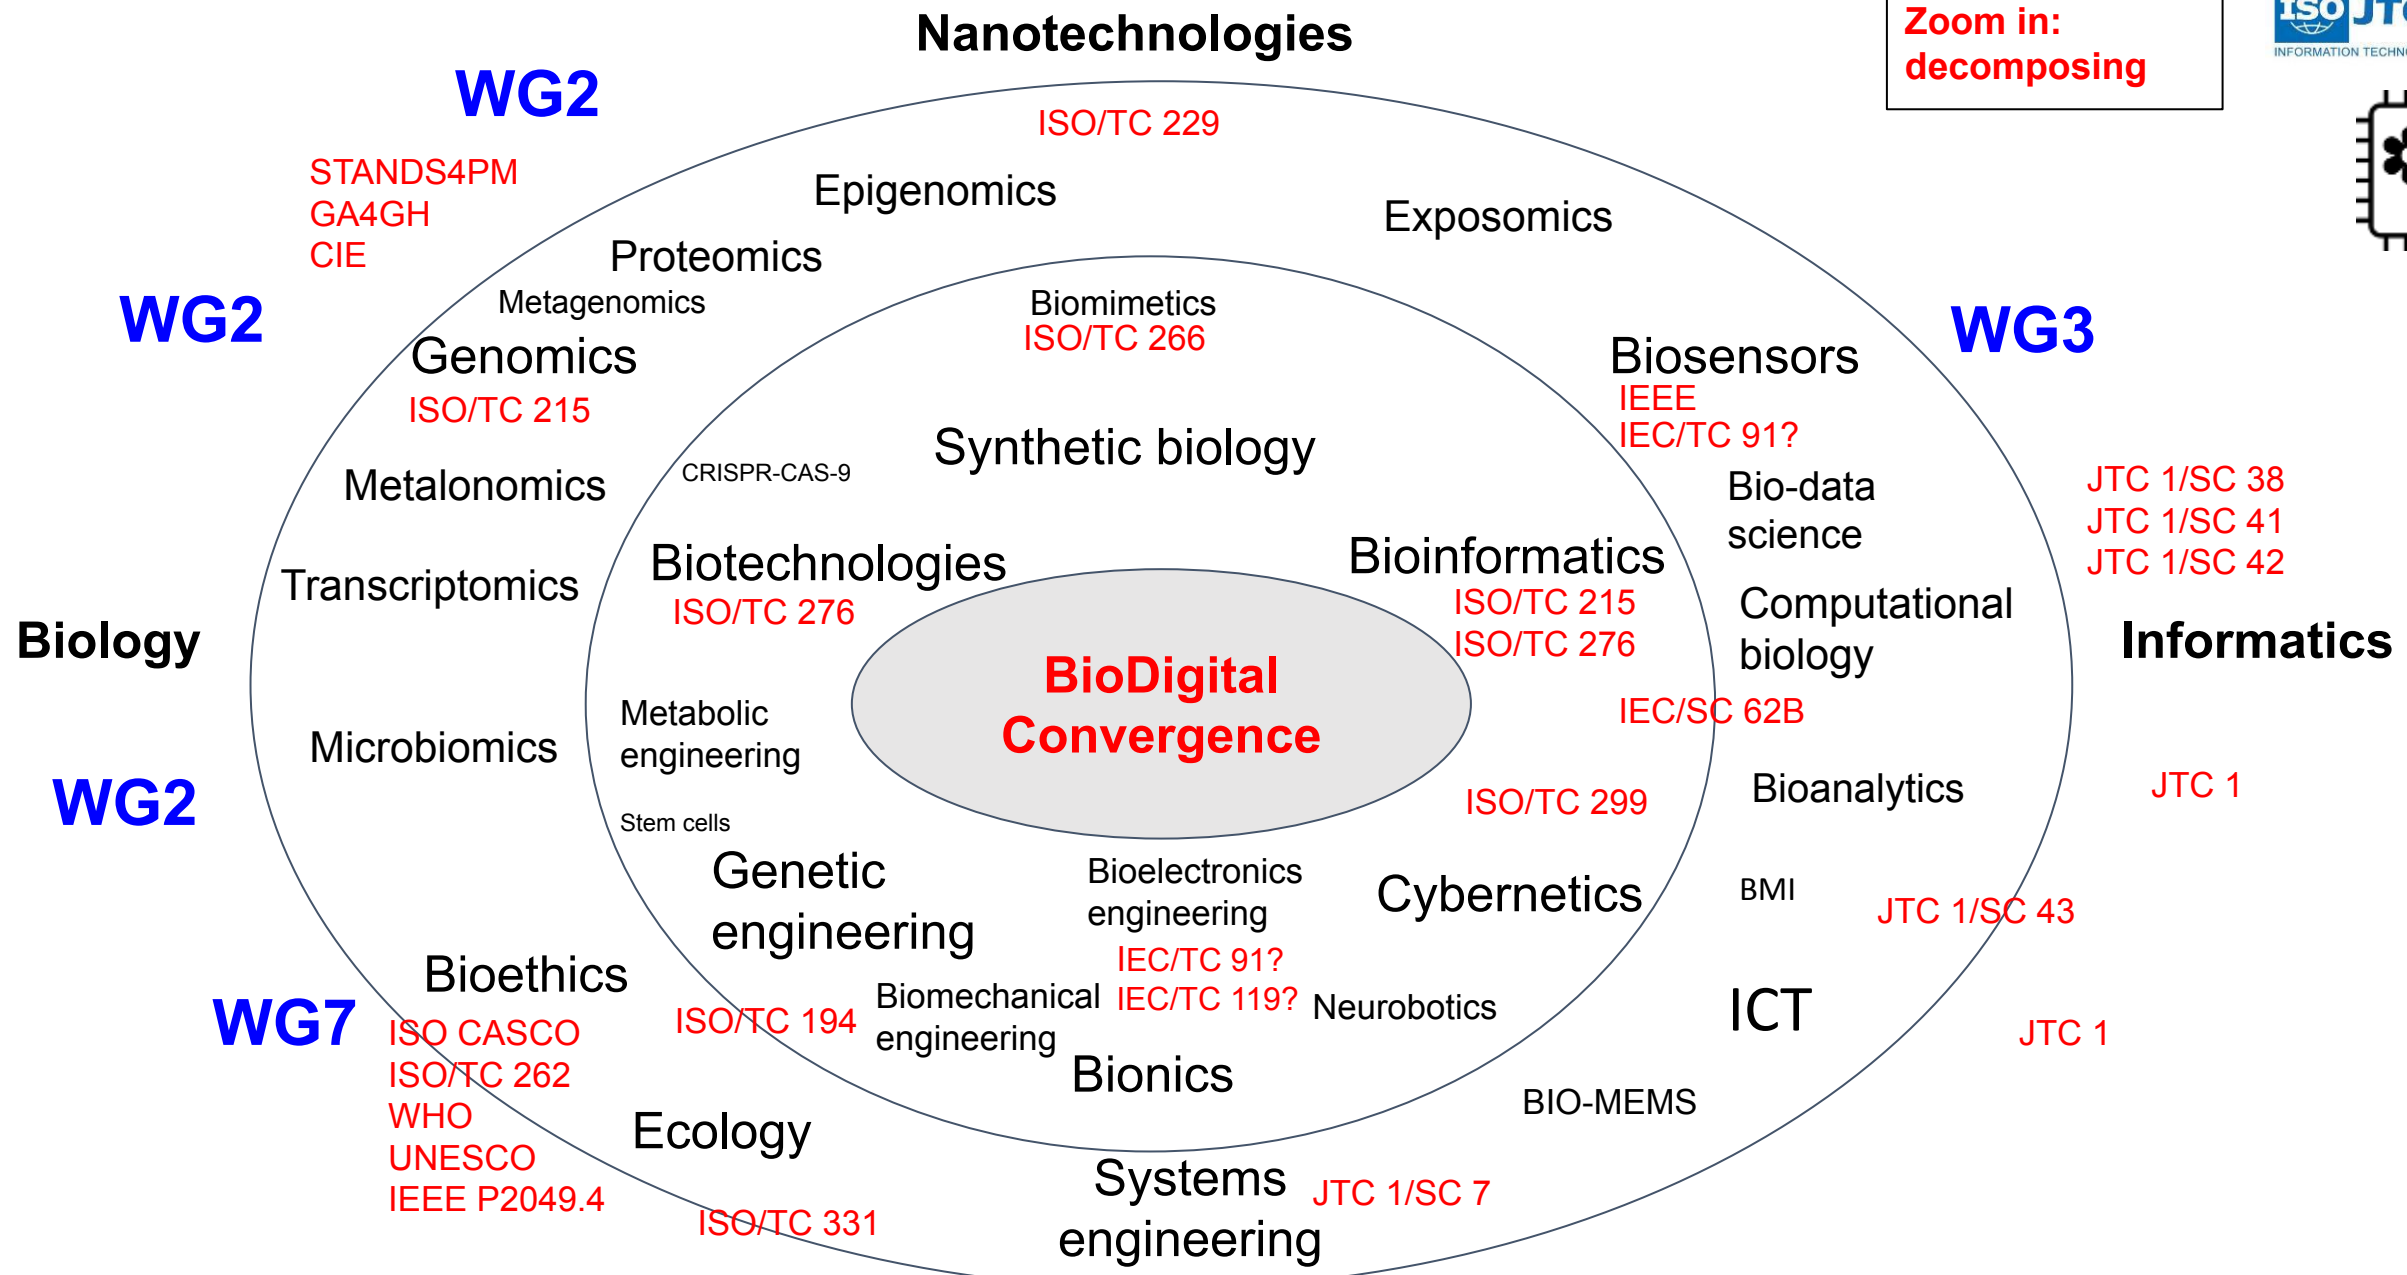 Nanotechnologies
Zoom in:
decomposing
ISO
INFORMATION
WG2
ISO/TC 229
STANDS4PM
GA4GH
CIE
Epigenomics
Exposomics
Proteomics
Metagenomics
Biomimetics
ISO/TC 266
WG2
WG3
Genomics
ISO/TC 215
Biosensors
IEEE
IEC/TC 91?
Synthetic biology
CRISPR-CAS-9
Metalonomics
Bio-data
science
JTC 1/SC 38
JTC 1/SC 41
JTC 1/SC 42
Biotechnologies
ISO/TC 276
Bioinformatics
ISO/TC 215
ISO/TC 276
Transcriptomics
Computational
biology
Biology
BioDigital
Convergence
Informatics
IEC/SC 62B
Metabolic
engineering
Microbiomics
WG2
ISO/TC 299
Bioanalytics
JTC 1
Stem cells
Genetic
engineering
Bioelectronics
engineering
IEC/TC 91?
IEC/TC 119?
Cybernetics
BMI
JTC 1/SC 43
Bioethics
WG7
ISO CASCO
ISO/TC 262
WHO
UNESCO
IEEE P2049.4
ISO/TC 194
Biomechanical
engineering
Neurobotics
ICT
JTC 1
Bionics
BIO-MEMS
Ecology
ISO/TC 331
Systems
engineering
JTC 1/SC 7